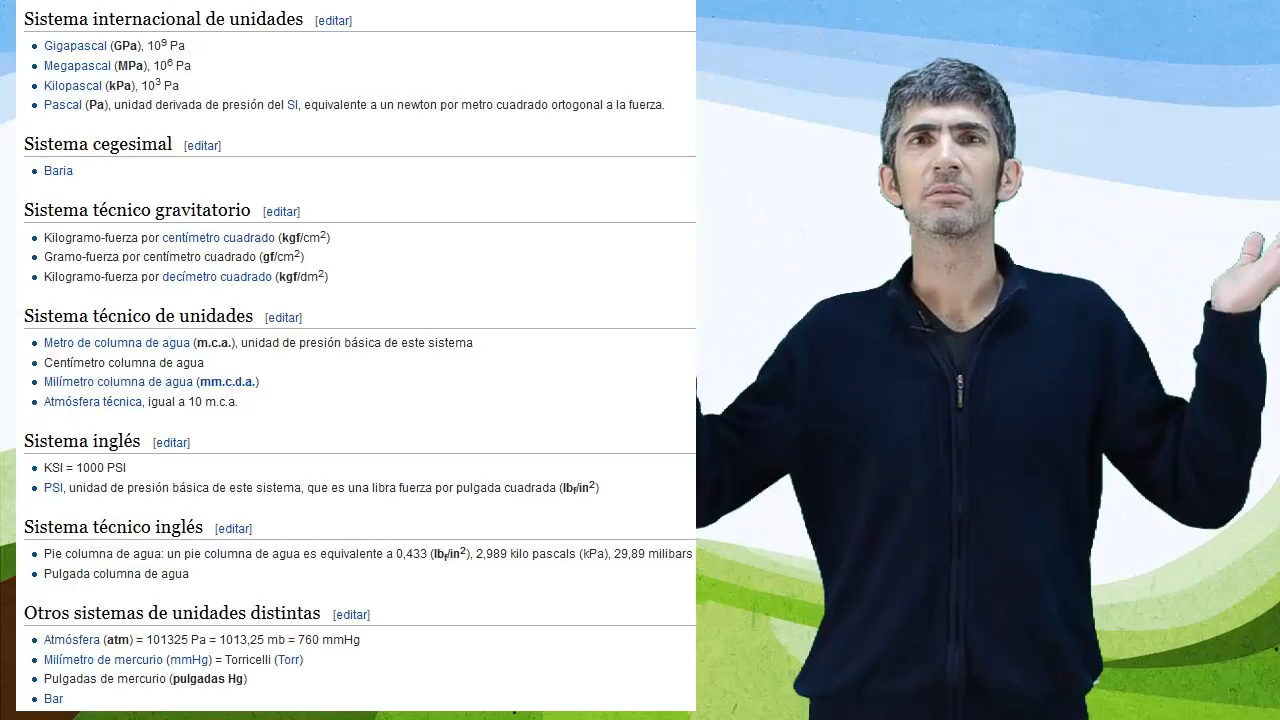 Sistema internacional de unidades [editar]
Gigapascal (GPa), 10⁹ Pa
Megapascal (MPa), 10⁶ Pa
Kilopascal (kPa), 10³ Pa
Pascal (Pa), unidad derivada de presión del SI, equivalente a un newton por metro cuadrado ortogonal a la fuerza.
Sistema cegesimal [editar]
Baria
Sistema técnico gravitatorio [editar]
Kilogramo-fuerza por centímetro cuadrado (kgf/cm²)
Gramo-fuerza por centímetro cuadrado (gf/cm²)
Kilogramo-fuerza por decímetro cuadrado (kgf/dm²)
Sistema técnico de unidades [editar]
Metro de columna de agua (m.c.a.), unidad de presión básica de este sistema
Centímetro columna de agua
Milímetro columna de agua (mm.c.d.a.)
Atmósfera técnica, igual a 10 m.c.a.
Sistema inglés [editar]
KSI = 1000 PSI
PSI, unidad de presión básica de este sistema, que es una libra fuerza por pulgada cuadrada (lbf/in²)
Sistema técnico inglés [editar]
Pie columna de agua: un pie columna de agua es equivalente a 0,433 (lbf/in²), 2,989 kilo pascals (kPa), 29,89 milibars
Pulgada columna de agua
Otros sistemas de unidades distintas [editar]
Atmósfera (atm) = 101325 Pa = 1013,25 mb = 760 mmHg
Milímetro de mercurio (mmHg) = Torricelli (Torr)
Pulgadas de mercurio (pulgadas Hg)
Bar